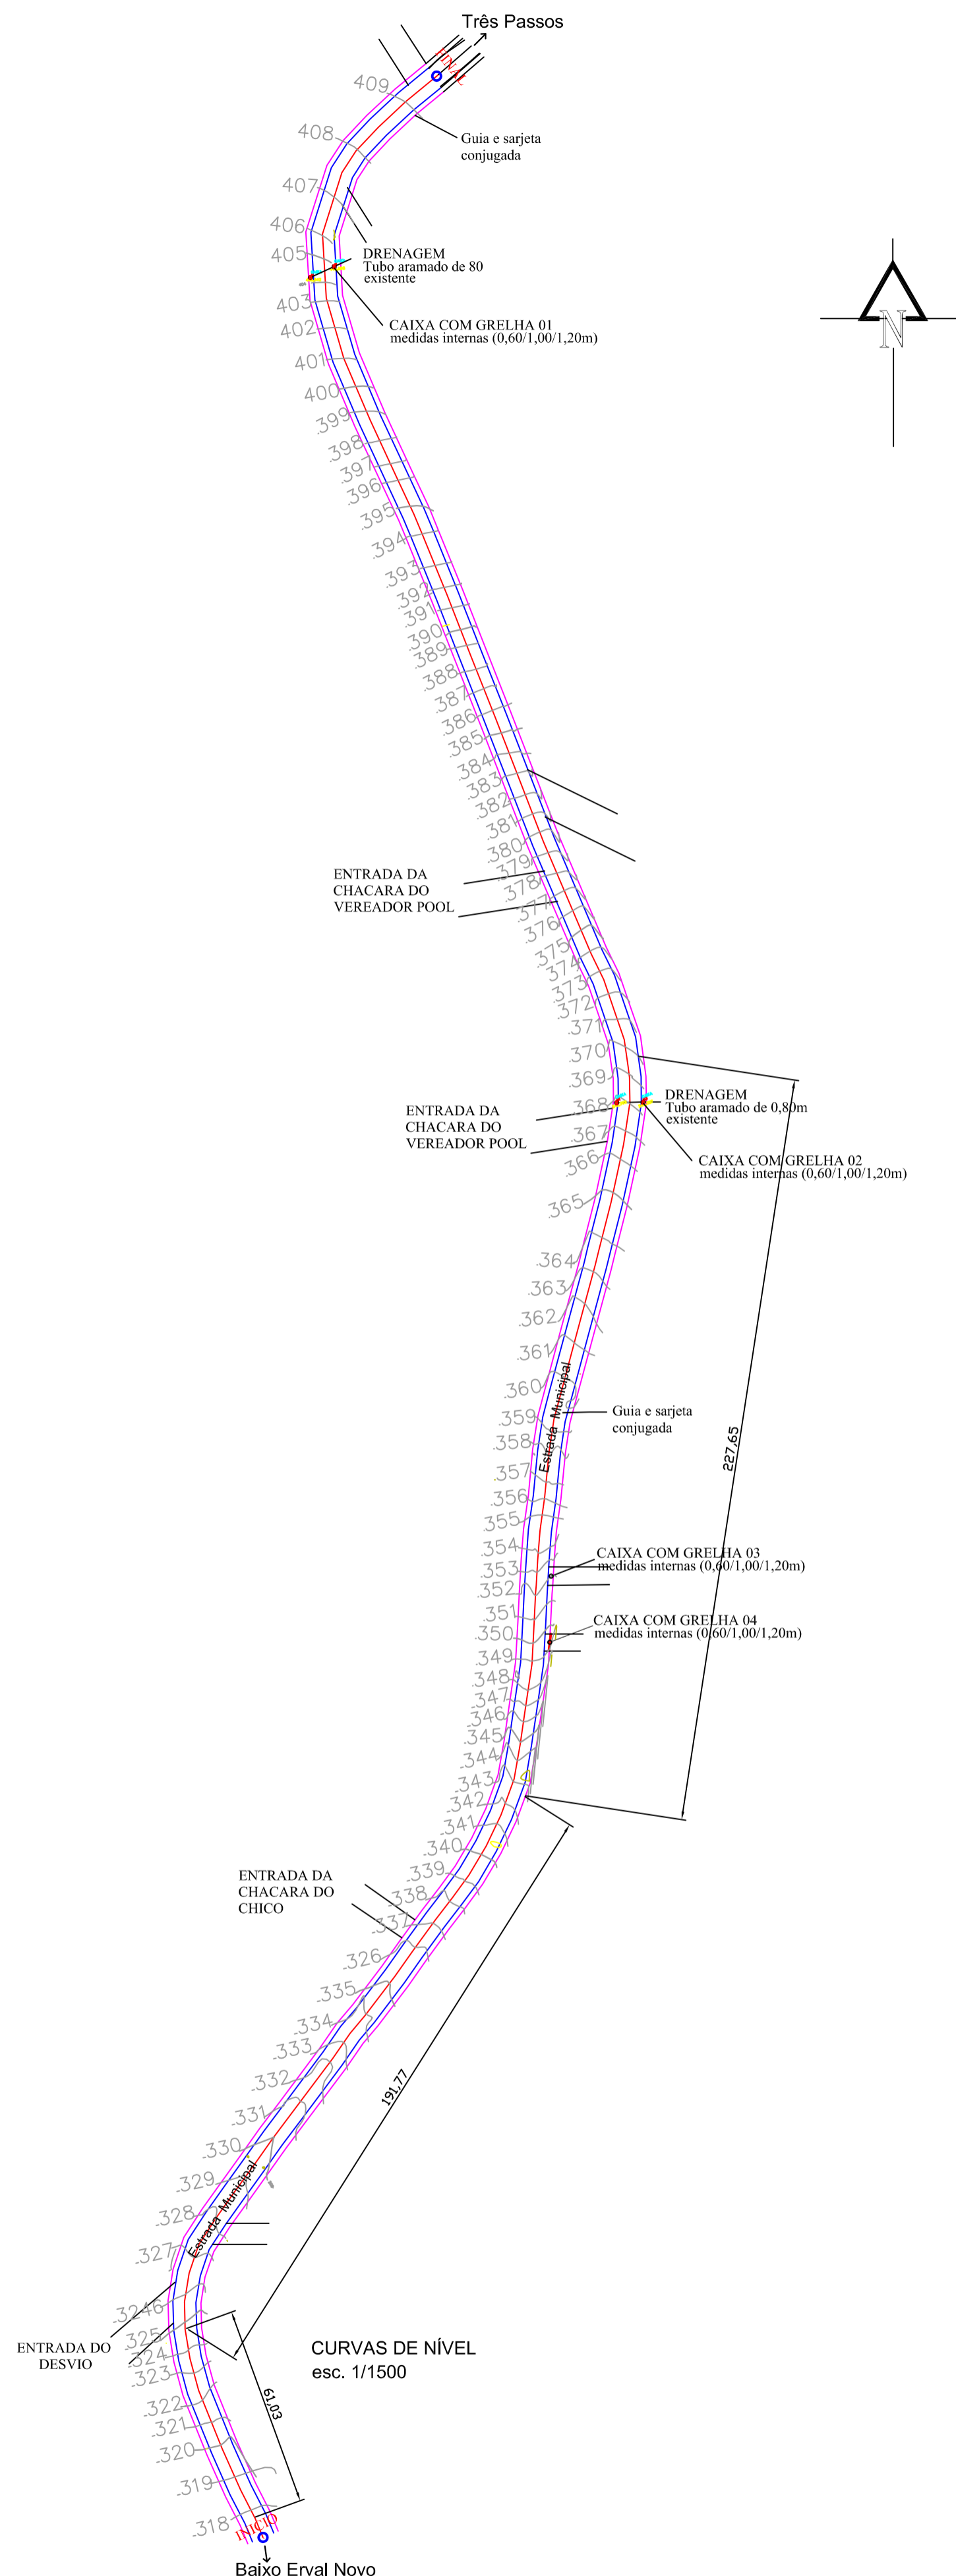 Três Passos
FINAL
409
Guia e sarjeta
conjugada
408
407
406
405
DRENAGEM
Tubo aramado de 80
existente
403
CAIXA COM GRELHA 01
medidas internas (0,60/1,00/1,20m)
N
402
401
400
.399
.398
.397
.396
.395
.394
.393
.392
.391
.390
.389
.388
.387
.386
.385
.384
.383
.382
.381
.380
.379
ENTRADA DA
CHACARA DO
VEREADOR POOL
.378
.377
.376
.375
.374
.373
.372
.371
.370
.369
.368
DRENAGEM
Tubo aramado de 0,80m
existente
ENTRADA DA
CHACARA DO
VEREADOR POOL
.367
.366
CAIXA COM GRELHA 02
medidas internas (0,60/1,00/1,20m)
.365
.364
.363
.362
.361
.360
Estrada Municipal
.359
Guia e sarjeta
conjugada
.358
227,65
.357
.356
.355
.354
CAIXA COM GRELHA 03
medidas internas (0,60/1,00/1,20m)
.353
.352
.351
CAIXA COM GRELHA 04
medidas internas (0,60/1,00/1,20m)
.350
.349
.348
.347
.346
.345
.344
.343
.342
.341
.340
.339
ENTRADA DA
CHACARA DO
CHICO
.338
.337
.326
.335
.334
.333
.332
191,77
.331
.330
.329
Estrada Municipal
.328
.327
.3246
.325
ENTRADA DO
DESVIO
.324
CURVAS DE NÍVEL
esc. 1/1500
.323
.322
61,03
.321
.320
.319
.318
INICIO
Baixo Erval Novo